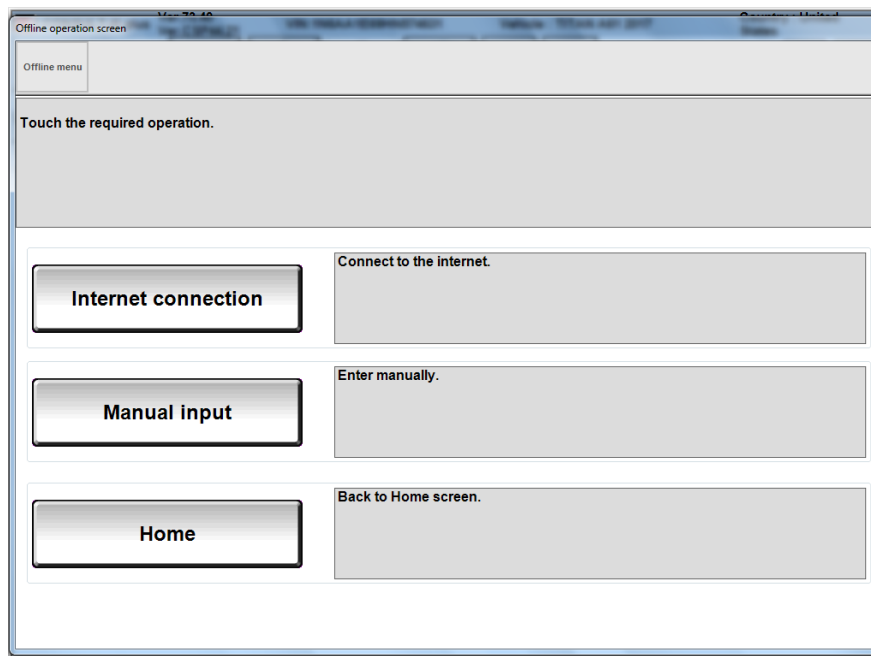 Offline operation screen
Offline menu
Touch the required operation.
Internet connection
Connect to the internet.
Manual input
Enter manually.
Home
Back to Home screen.